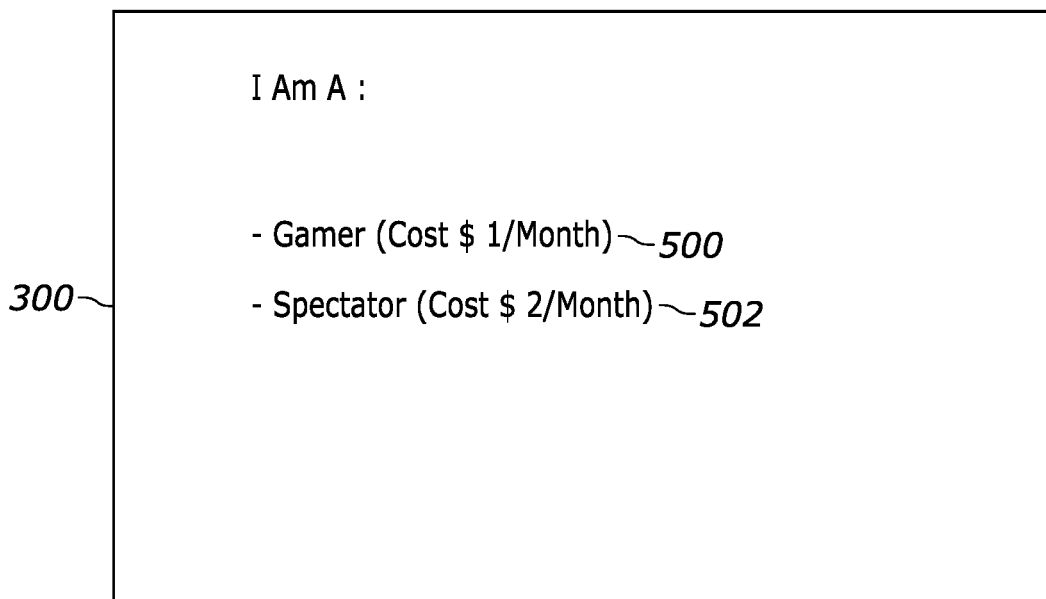 I Am A :
- Gamer (Cost $ 1/Month) 500
300
- Spectator (Cost $ 2/Month) 502